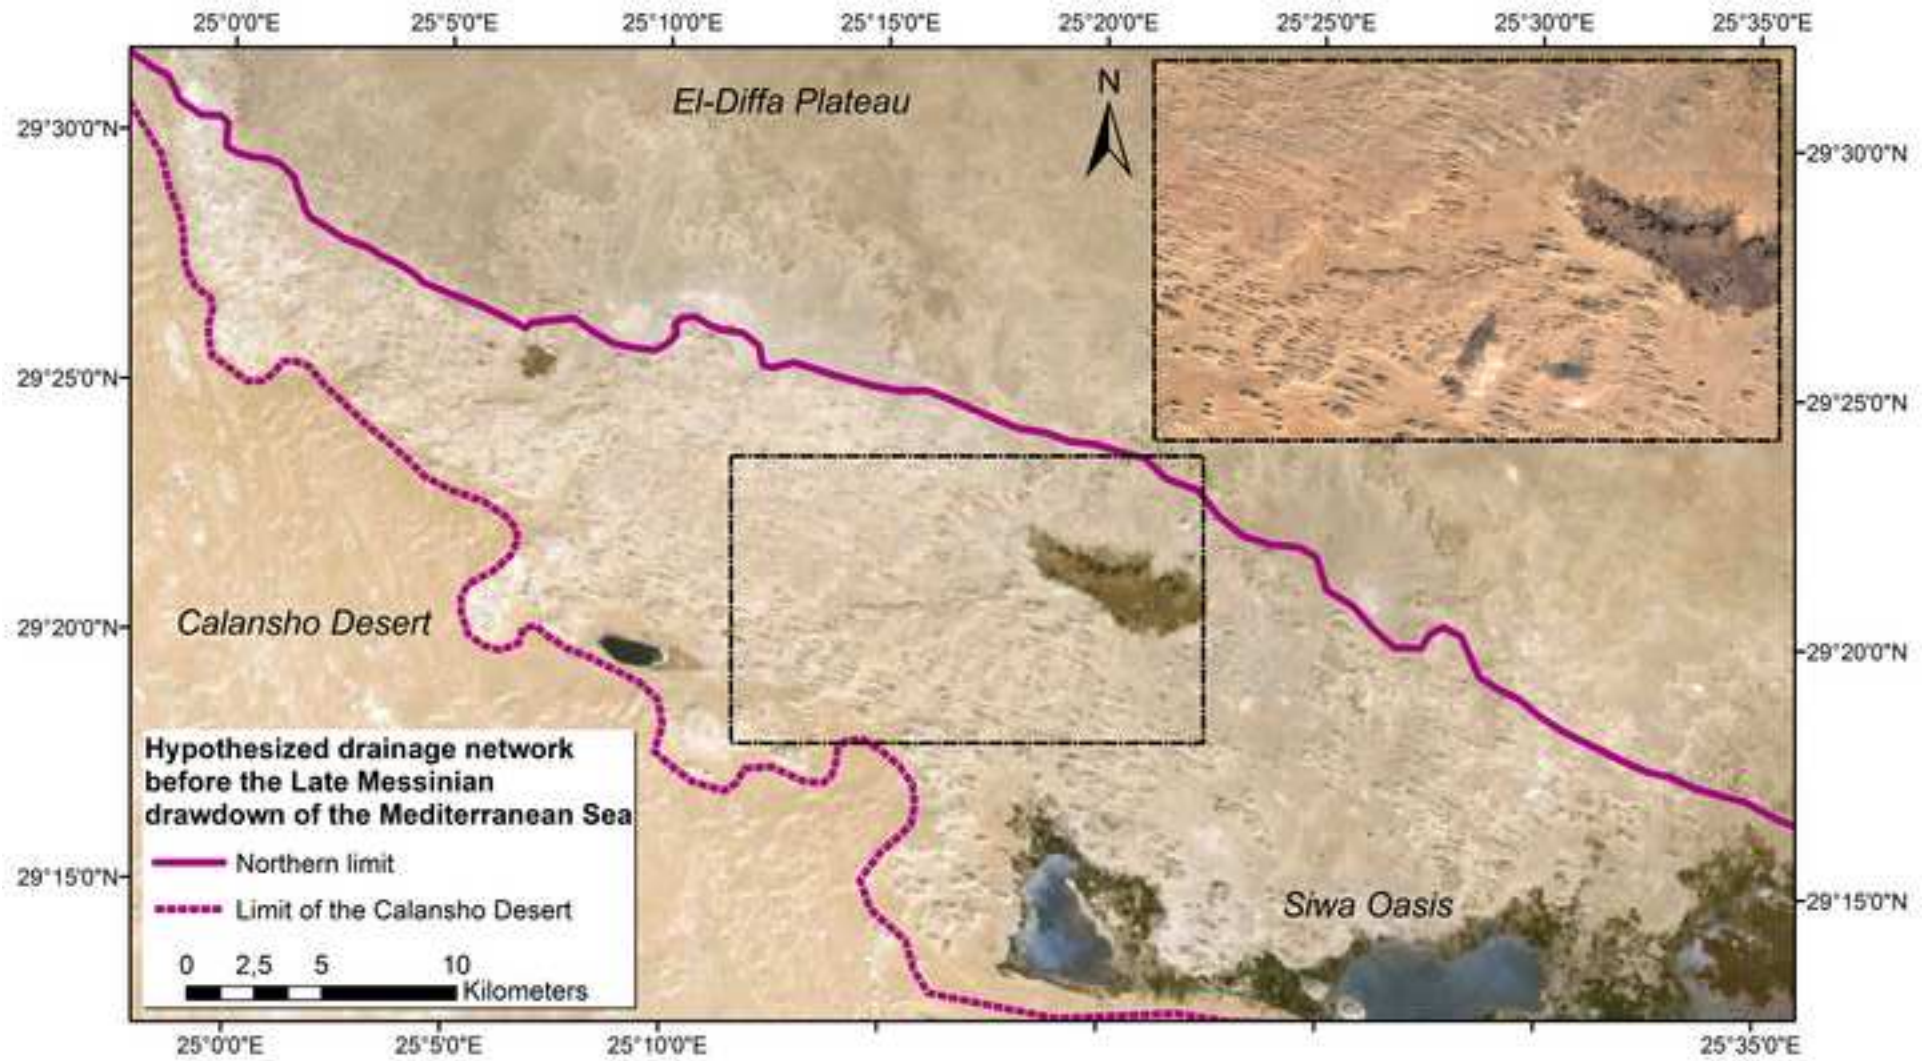 25°0'0"E 25°5'0"E 25°10'0"E 25°15'0"E 25°20'0"E 25°25'0"E 25°30'0"E 25°35'0"E
El-Diffa Plateau
N
29°30'0"N
29°30'0"N
29°25'0"N
29°25'0"N
Calansho Desert
29°20'0"N
29°20'0"N
Hypothesized drainage network
before the Late Messinian
drawdown of the Mediterranean Sea
Northern limit
29°15'0"N
Limit of the Calansho Desert
Siwa Oasis
29°15'0"N
0 2,5 5 10
Kilometers
25°0'0"E 25°5'0"E 25°10'0"E 25°35'0"E